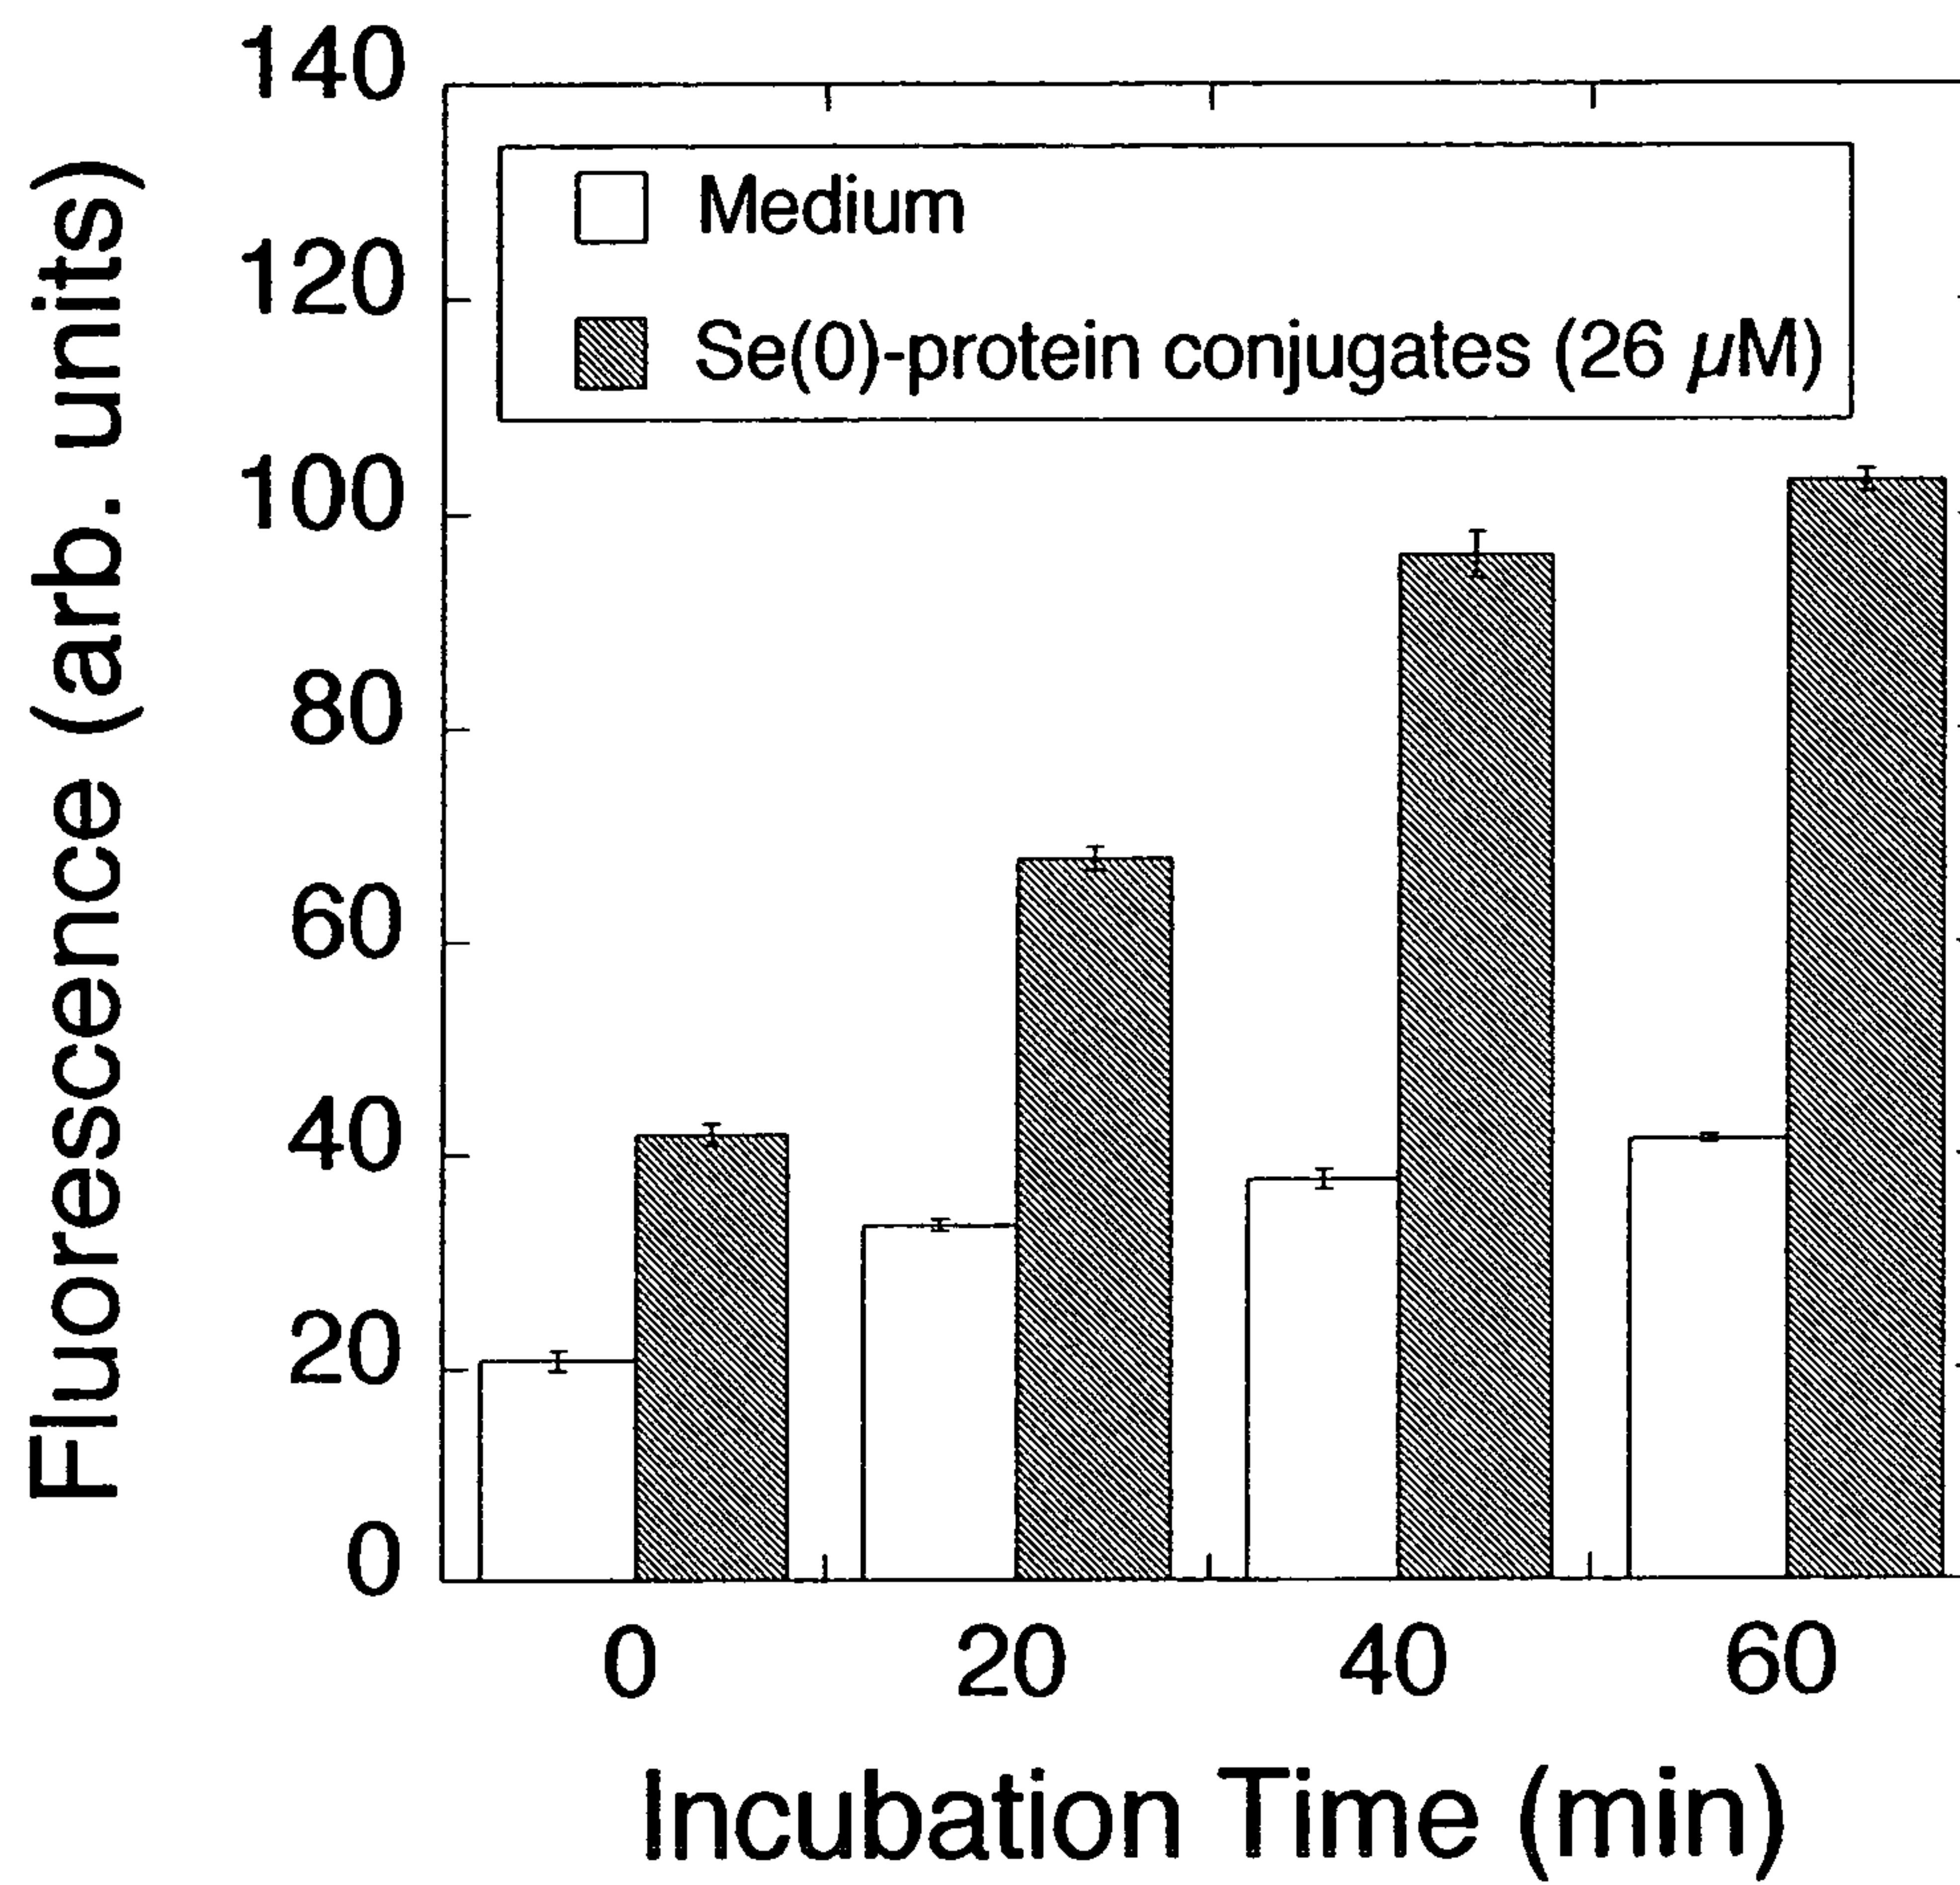 Fluorescence (arb. units)
140
120
100
80
60
40
20
0
Medium
Se(0)-protein conjugates (26 µM)
0 20 40 60
Incubation Time (min)